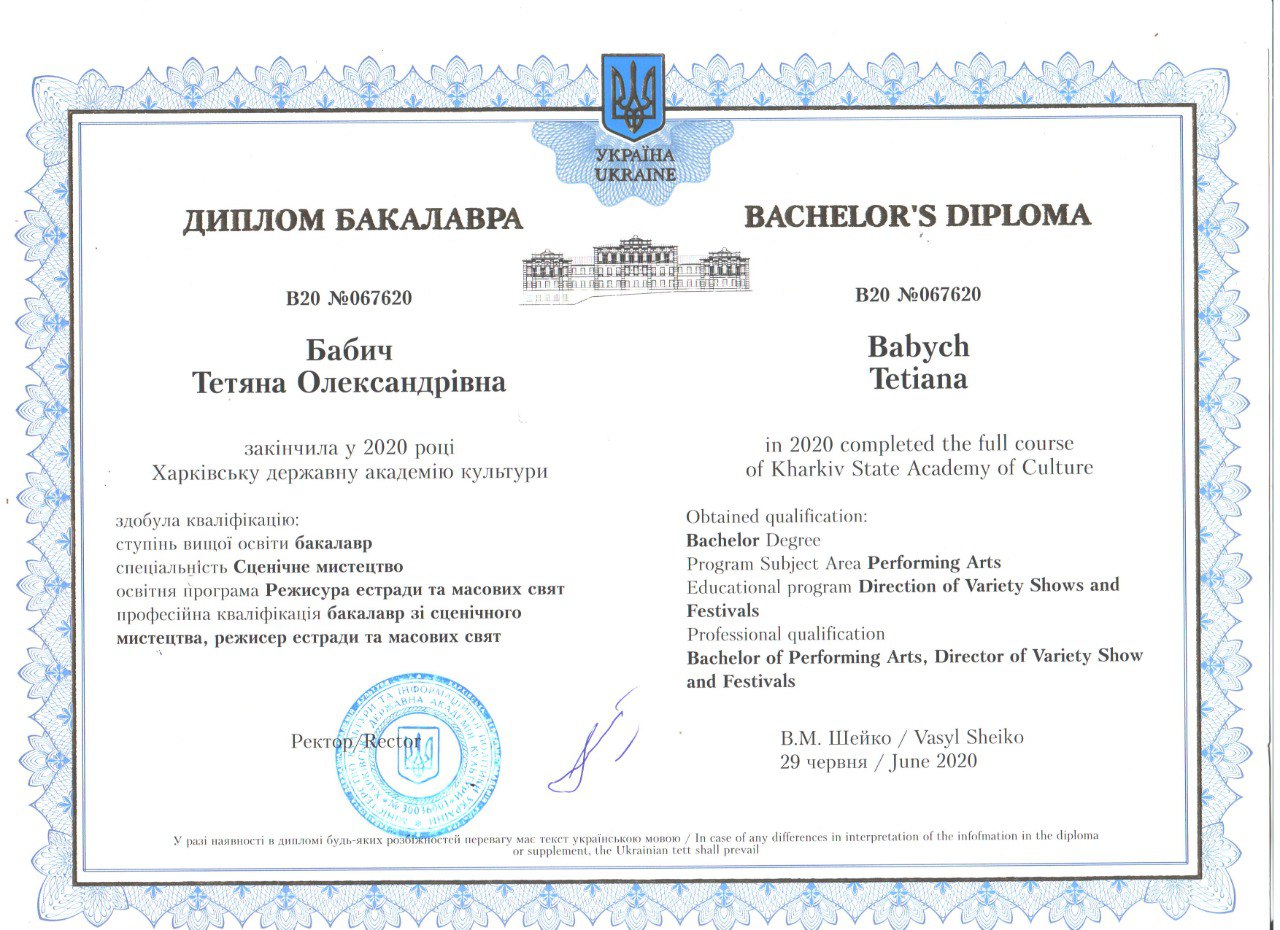 УКРАЇНА
UKRAINE
ДИПЛОМ БАКАЛАВРА
В20 №067620
Бабич
Тетяна Олександрівна
закінчила у 2020 році
Харківську державну академію культури
здобула кваліфікацію:
ступінь вищої освіти бакалавр
спеціальність Сценічне мистецтво
освітня програма Режисура естради та масових свят
професійна кваліфікація бакалавр зі сценічного
мистецтва, режисер естради та масових свят
BACHELOR'S DIPLOMA
B20 №067620
Babych
Tetiana
in 2020 completed the full course
of Kharkiv State Academy of Culture
Obtained qualification:
Bachelor Degree
Program Subject Area Performing Arts
Educational program Direction of Variety Shows and
Festivals
Professional qualification
Bachelor of Performing Arts, Director of Variety Show
and Festivals
Ректор/Rector
В.М. Шейко / Vasyl Sheiko
29 червня / June 2020
У разі наявності в дипломі будь-яких розбіжностей перевагу має текст українською мовою / In case of any differences in interpretation of the infofmation in the diploma
or supplement, the Ukrainian tett shall prevail